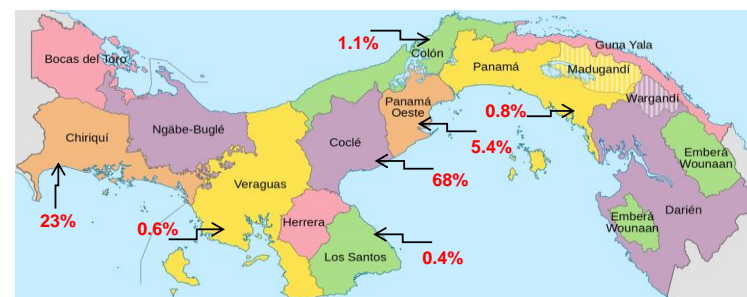 1.1%
Guna Yala
Colón
Bocas del Toro
Panamá
Madugandí
Wargandí
Panamá
Oeste
0.8%
Ngäbe-Buglé
Chiriquí
Coclé
5.4%
Emberá
Wounaan
68%
Veraguas
23%
0.6%
Herrera
Emberá
Wounaan
Darién
Los Santos
0.4%